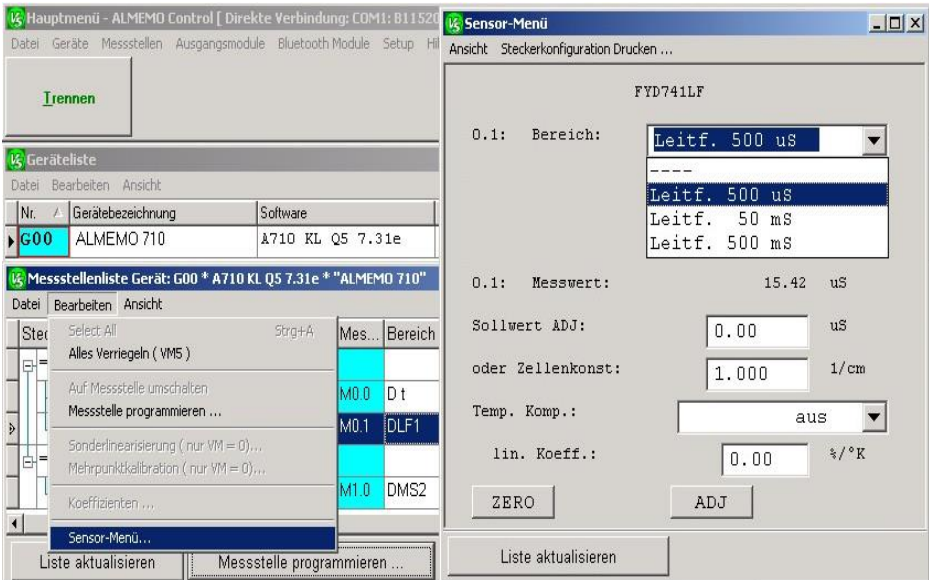 Hauptmenü - ALMEMO Control [ Direkte Verbindung: COM1: B11520
Datei Geräte Messstellen Ausgangsmodule Bluetooth Module Setup Hil
Trennen
Geräteliste
Datei Bearbeiten Ansicht
Nr. Gerätebezeichnung Software
G00 ALMEMO 710 A710 KL Q5 7.31e
Messstellenliste Gerät: G00 * A710 KL Q5 7.31e * "ALMEMO 710"
Datei Bearbeiten Ansicht
Stec Mes... Bereich
Select All Strg+A
Alles Verriegeln ( VM5 )
Auf Messstelle umschalten
M0.0 D t
Messstelle programmieren ...
M0.1 DLF1
Sonderlinearisierung ( nur VM = 0)...
Mehrpunktkalibration ( nur VM = 0)...
M1.0 DMS2
Koeffizienten ...
Sensor-Menü...
Liste aktualisieren Messstelle programmieren ...
Sensor-Menü
Ansicht Steckerkonfiguration Drucken ...
FYD741LF
0.1: Bereich: Leitf. 500 uS
----
Leitf. 500 uS
Leitf. 50 mS
Leitf. 500 mS
0.1: Messwert: 15.42 uS
Sollwert ADJ: 0.00 uS
oder Zellenkonst: 1.000 1/cm
Temp. Komp.: aus
lin. Koeff.: 0.00 %/°K
ZERO ADJ
Liste aktualisieren